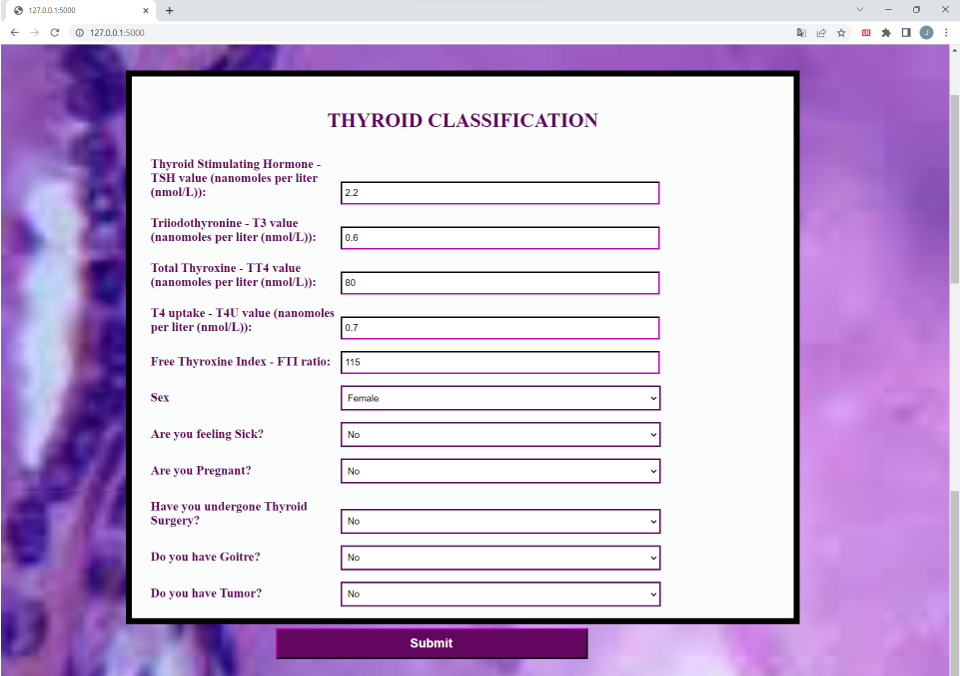 127.0.0.1:5000
127.0.0.1:5000
J
THYROID CLASSIFICATION
Thyroid Stimulating Hormone -
TSH value (nanomoles per liter
(nmol/L)):
2.2
Triiodothyronine - T3 value
(nanomoles per liter (nmol/L)):
0.6
Total Thyroxine - TT4 value
(nanomoles per liter (nmol/L)):
80
T4 uptake - T4U value (nanomoles
per liter (nmol/L)):
0.7
Free Thyroxine Index - FTI ratio:
115
Sex
Female
Are you feeling Sick?
No
Are you Pregnant?
No
Have you undergone Thyroid
Surgery?
No
Do you have Goitre?
No
Do you have Tumor?
No
Submit